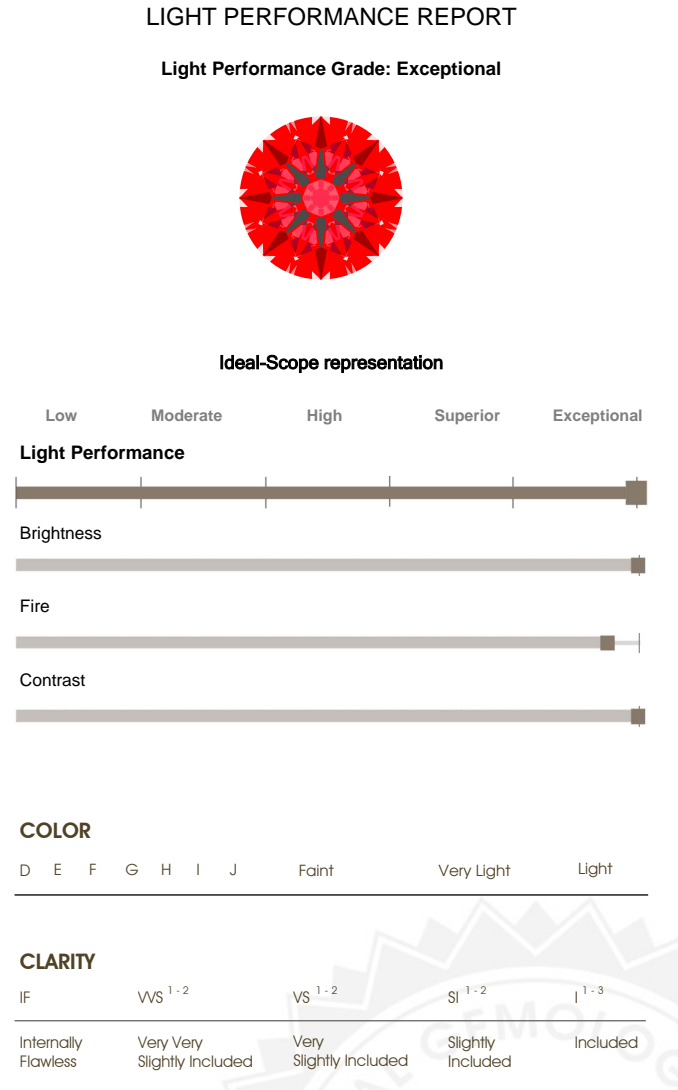 LIGHT PERFORMANCE REPORT
Light Performance Grade: Exceptional
Ideal-Scope representation
Low Moderate High Superior Exceptional
Light Performance
Brightness
Fire
Contrast
COLOR
D E F G H I J Faint Very Light Light
CLARITY
IF VVS 1 - 2 VS 1 - 2 SI 1 - 2 I 1 - 3
Internally Flawless
Very Very Slightly Included
Very Slightly Included
Slightly Included
Included
GEMOLO